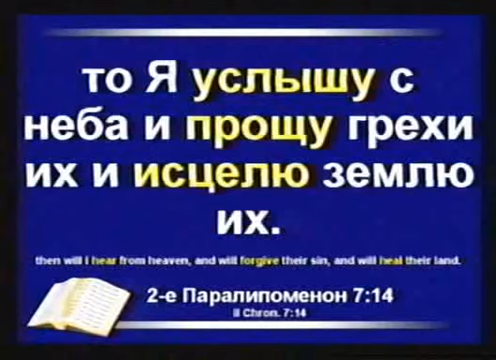 то Я услышу с
неба и прощу грехи
их и исцелю землю
их.
then will I hear from heaven, and will forgive their sin, and will heal their land.
2-е Паралипоменон 7:14
II Chron. 7:14